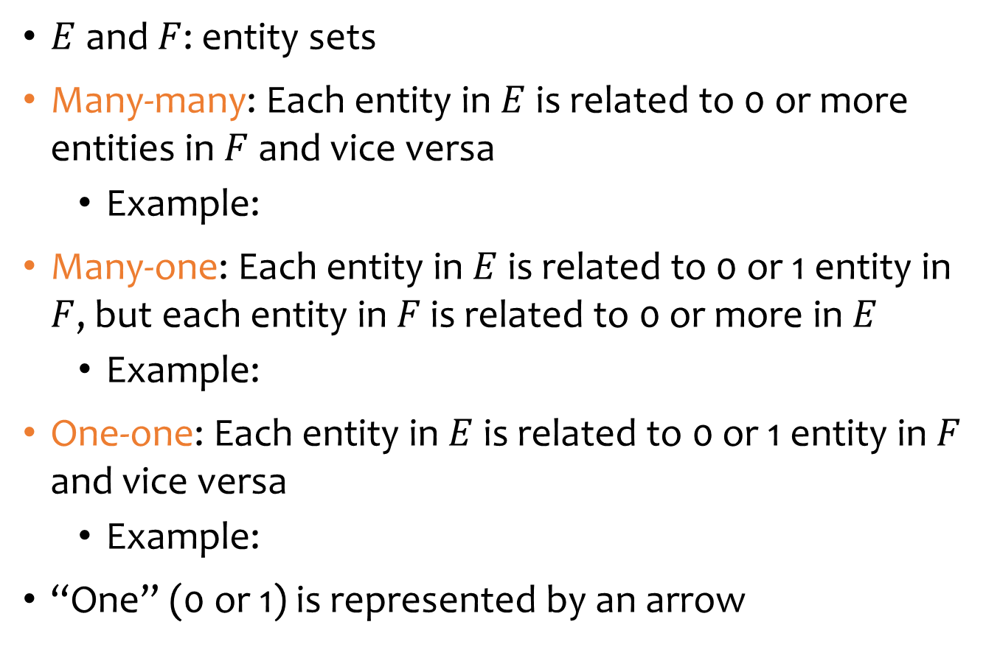 • E and F: entity sets
• Many-many: Each entity in E is related to 0 or more
entities in F and vice versa
• Example:
• Many-one: Each entity in E is related to 0 or 1 entity in
F, but each entity in F is related to 0 or more in E
• Example:
• One-one: Each entity in E is related to 0 or 1 entity in F
and vice versa
• Example:
• “One” (0 or 1) is represented by an arrow